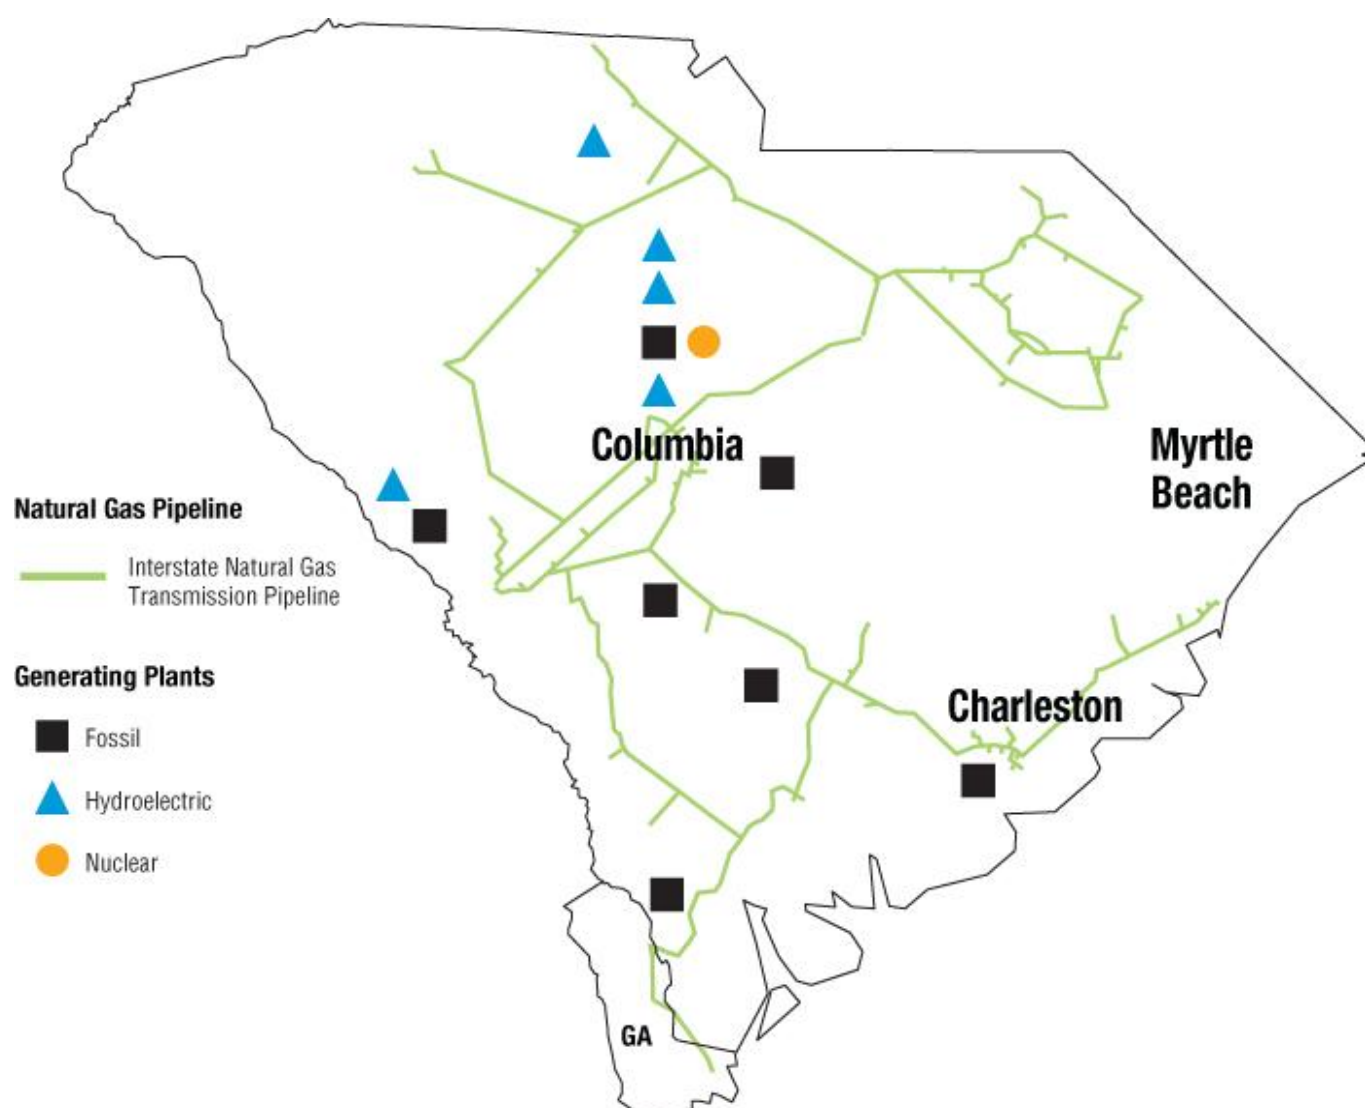 Columbia
Myrtle
Beach
Natural Gas Pipeline
Interstate Natural Gas
Transmission Pipeline
Generating Plants
Charleston
Fossil
Hydroelectric
Nuclear
GA